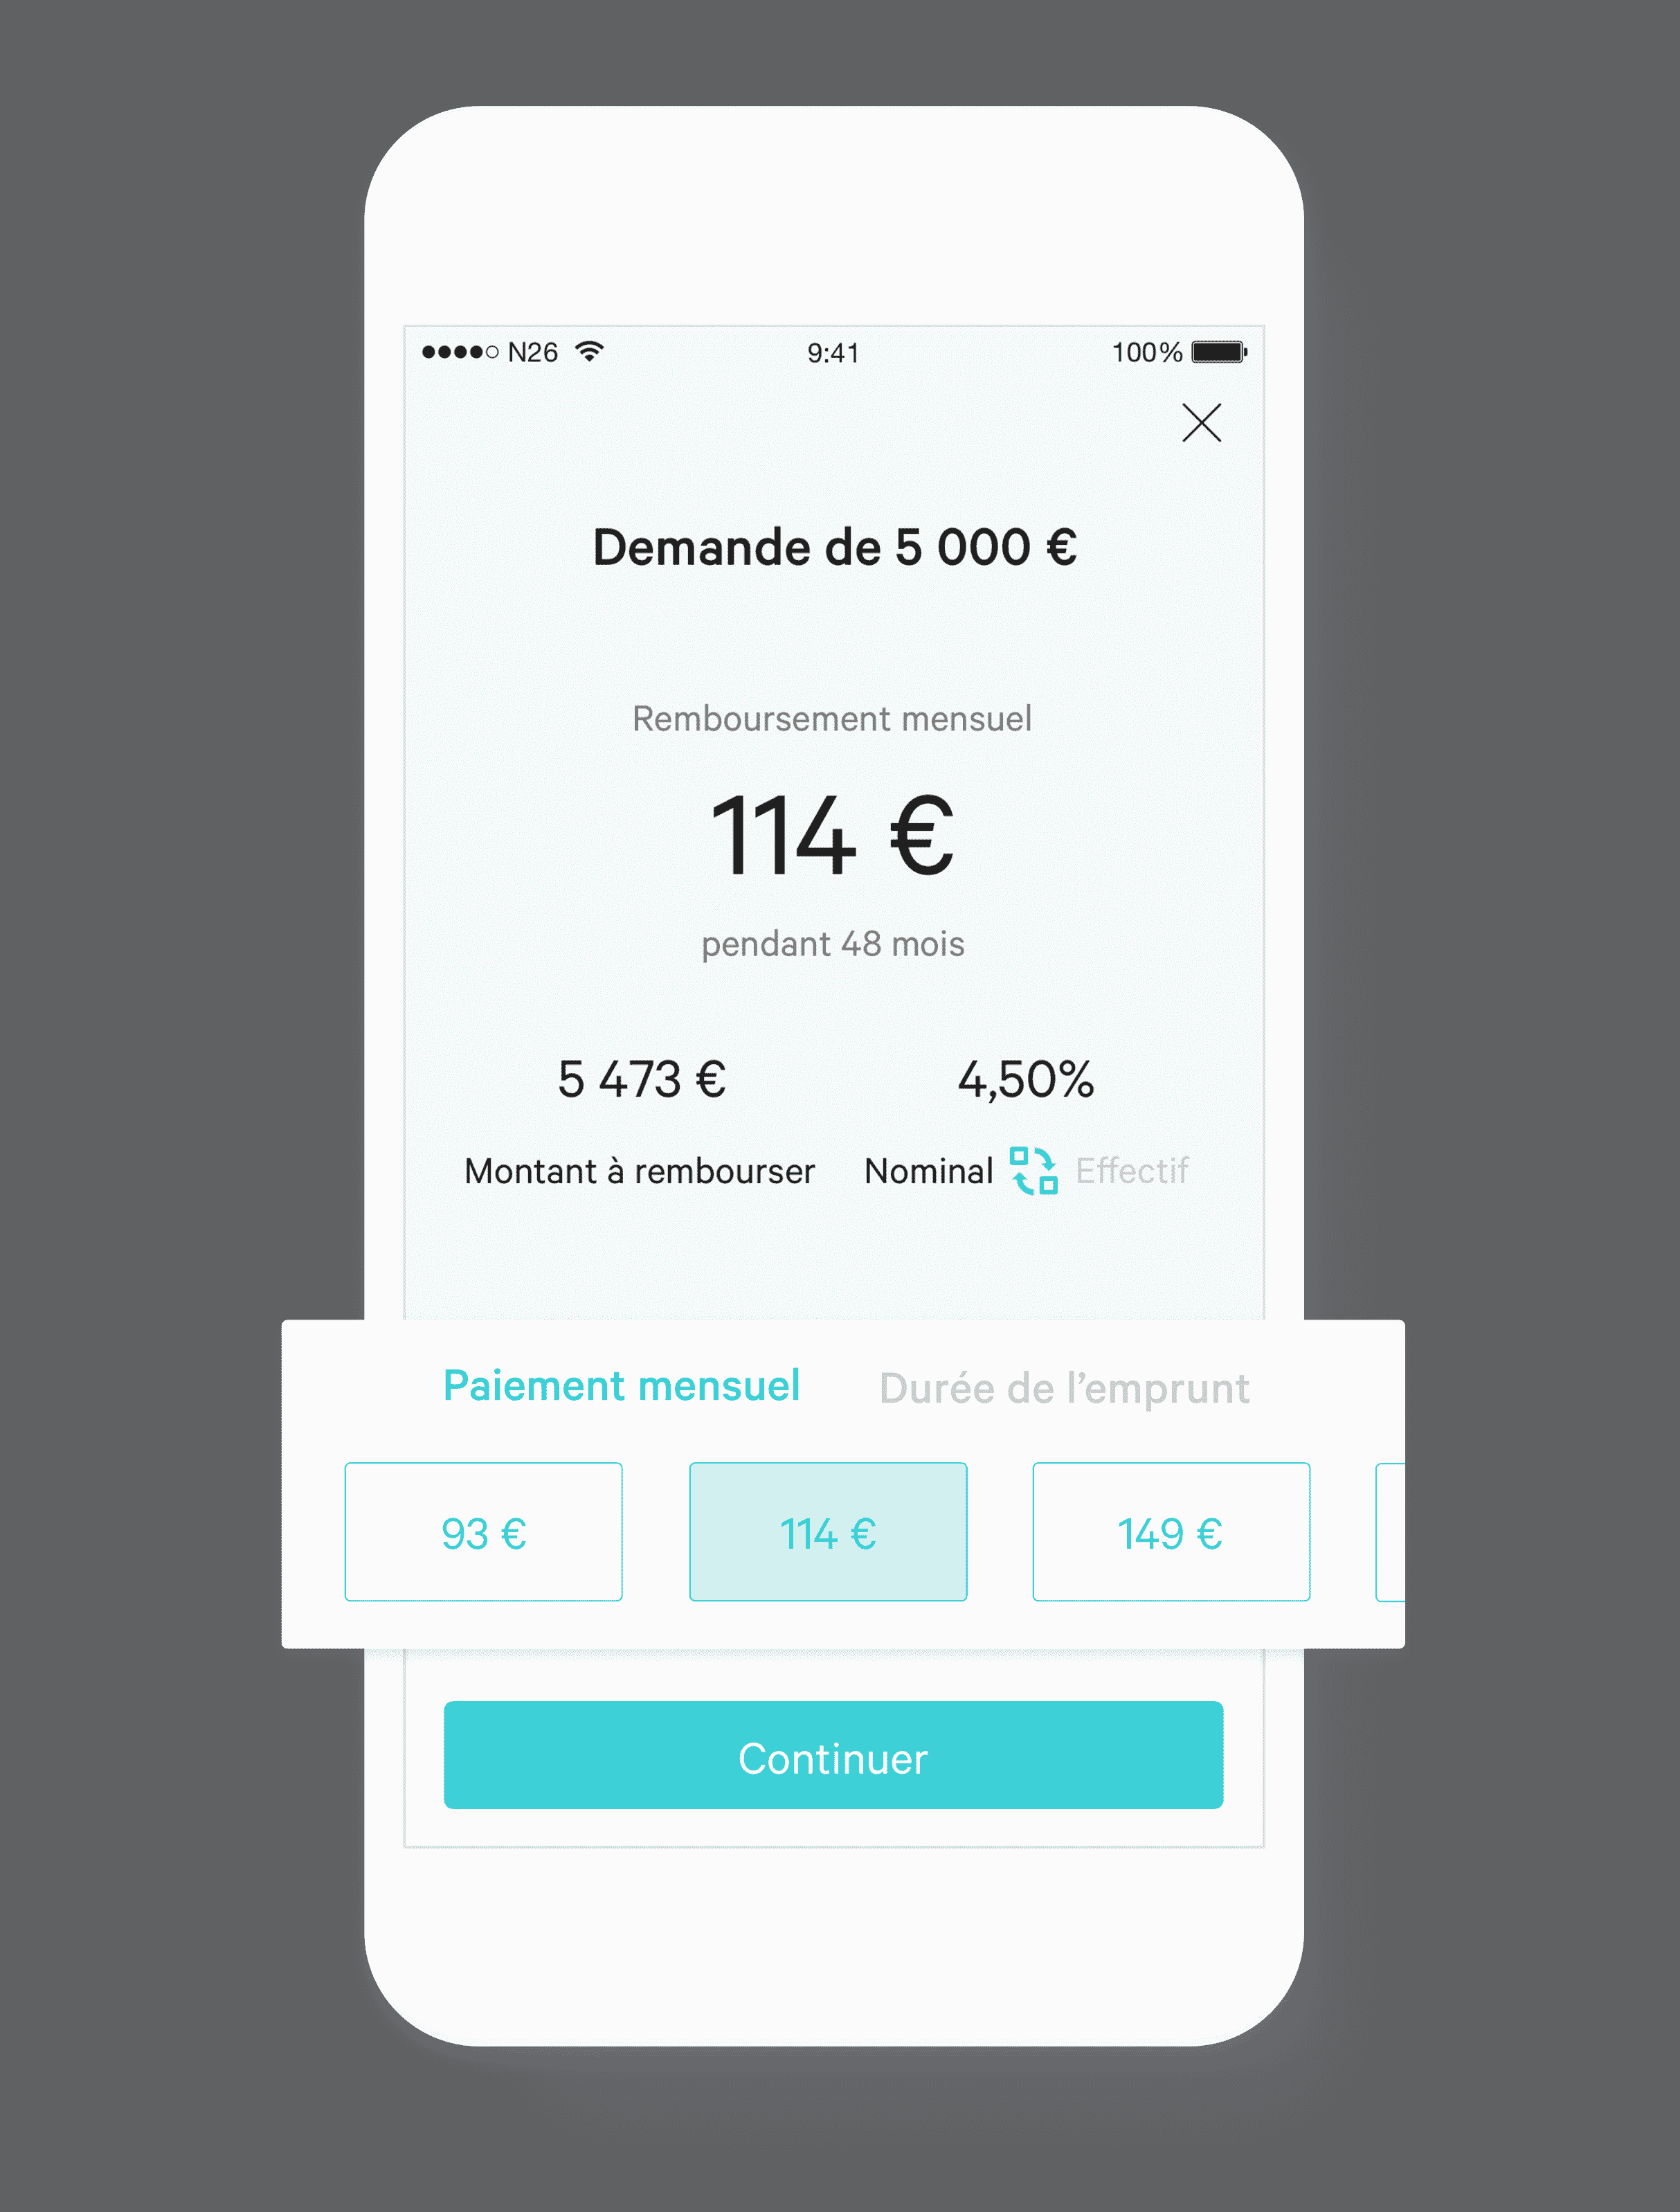 N26 9:41 100%
Demande de 5 000 €
Remboursement mensuel
114 €
pendant 48 mois
5 473 € 4,50%
Montant à rembourser Nominal Effectif
Paiement mensuel Durée de l’emprunt
93 € 114 € 149 €
Continuer